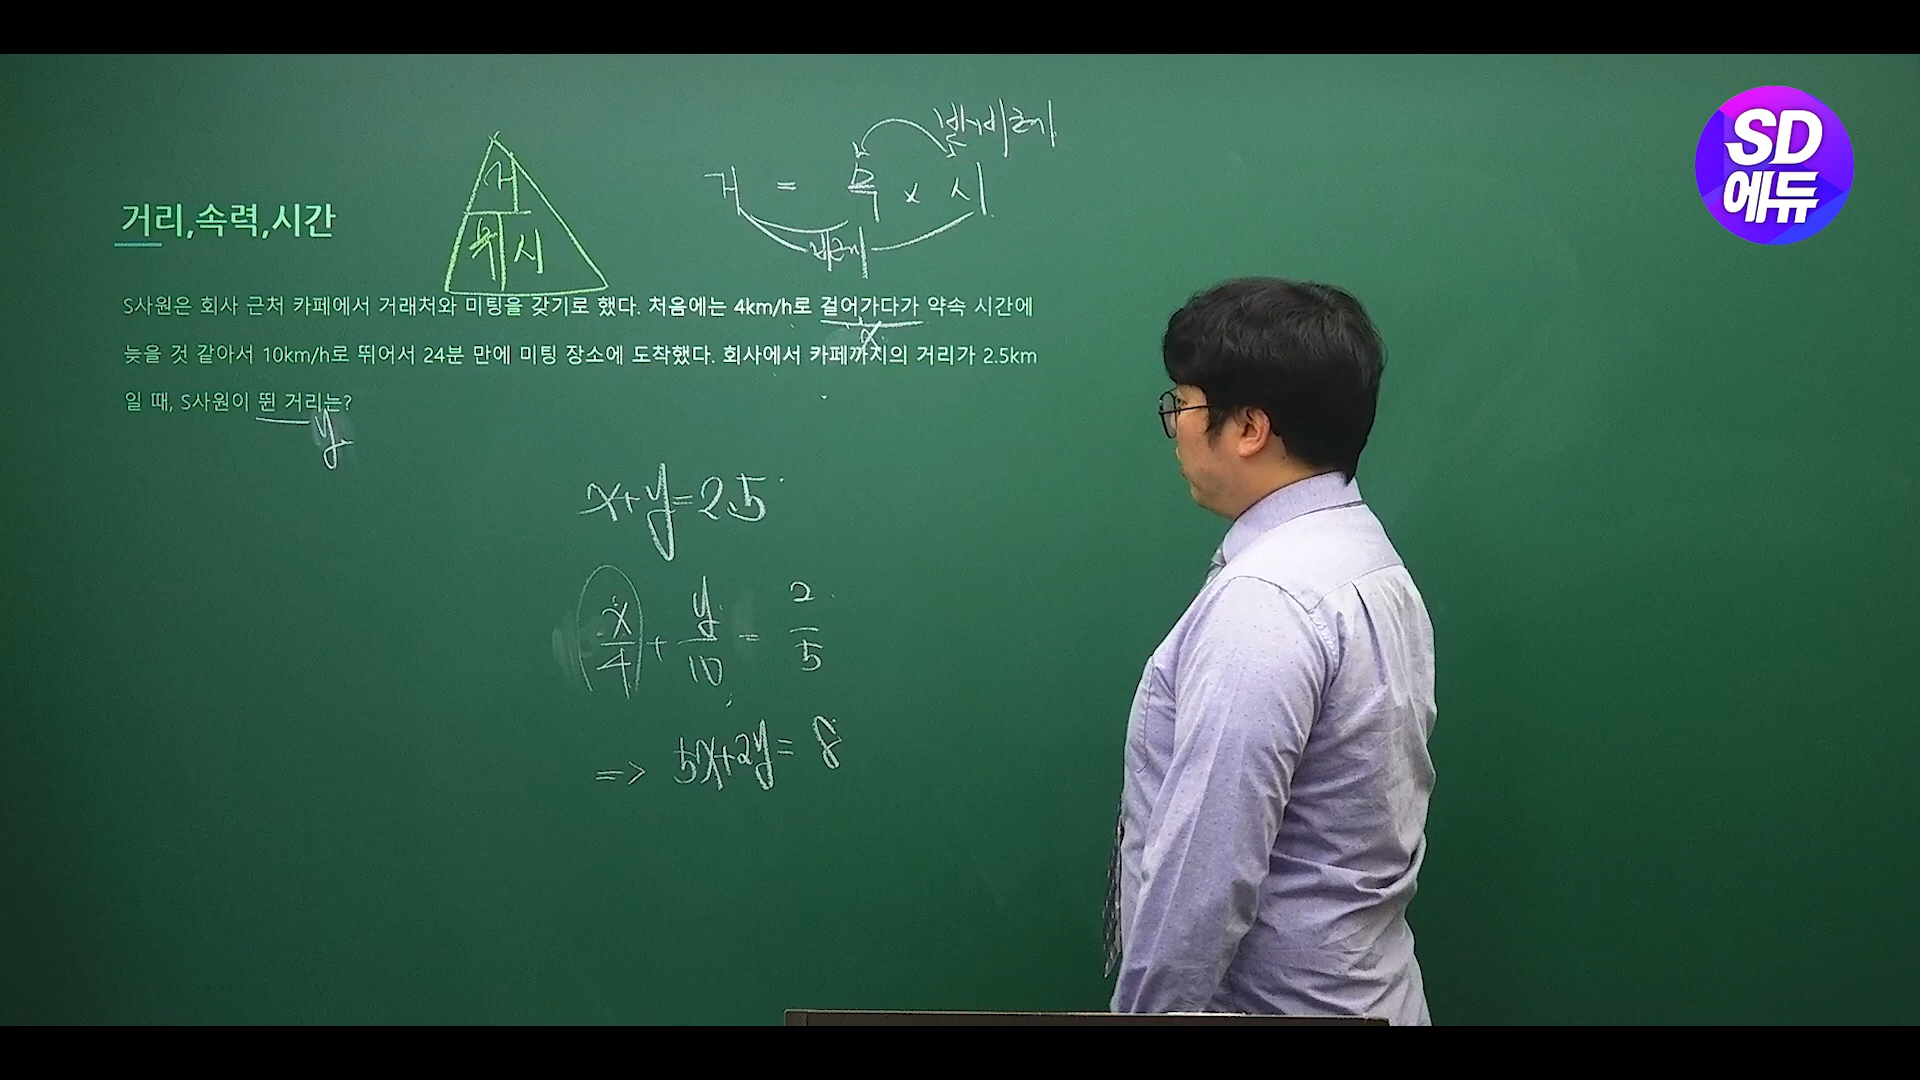 SD
에듀
반비례
거
거 = 속 × 시
속 시
비례
거리,속력,시간
S사원은 회사 근처 카페에서 거래처와 미팅을 갖기로 했다. 처음에는 4km/h로 걸어가다가 약속 시간에
x
늦을 것 같아서 10km/h로 뛰어서 24분 만에 미팅 장소에 도착했다. 회사에서 카페까지의 거리가 2.5km
일 때, S사원이 뛴 거리는?
y
x+y=2.5
x/4 + y/10 = 2/5
=> 5x+2y= 8